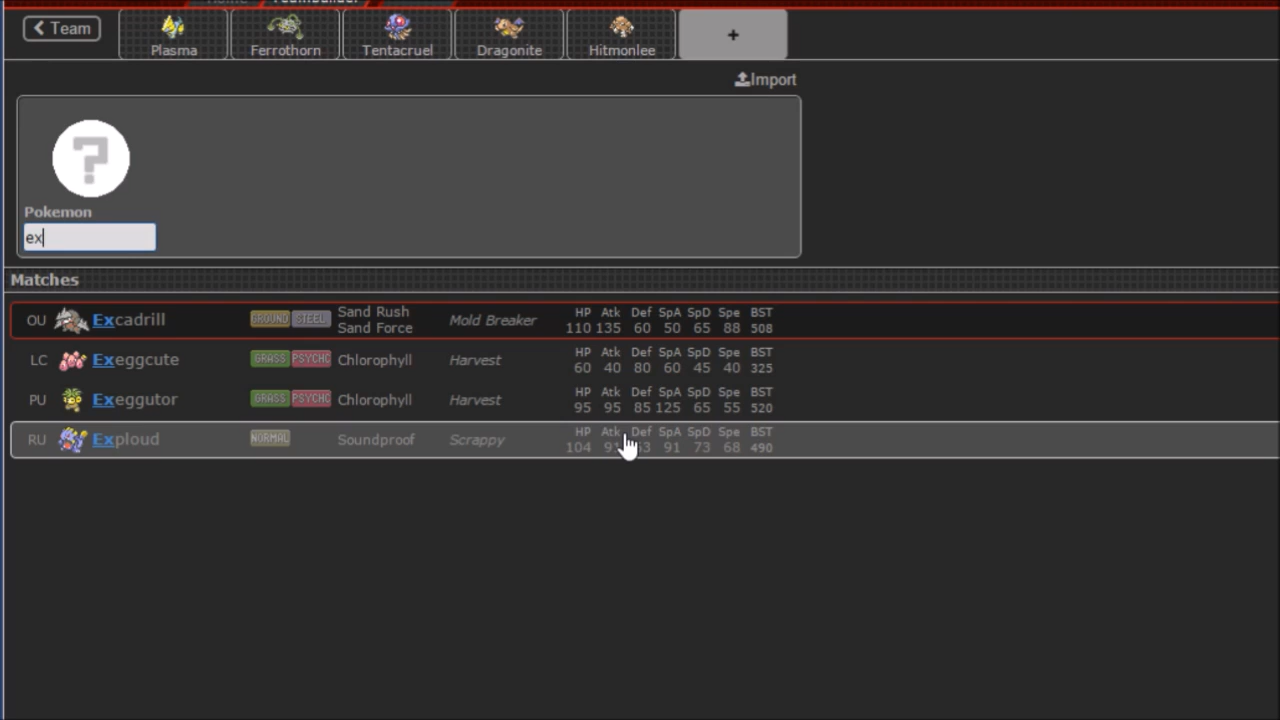 Home Teambuilder
Team
Plasma Ferrothorn Tentacruel Dragonite Hitmonlee +
Import
?
Pokemon
ex
Matches
OU Excadrill GROUND STEEL Sand Rush Sand Force Mold Breaker HP 110 Atk 135 Def 60 SpA 50 SpD 65 Spe 88 BST 508
LC Exeggcute GRASS PSYCHC Chlorophyll Harvest HP 60 Atk 40 Def 80 SpA 60 SpD 45 Spe 40 BST 325
PU Exeggutor GRASS PSYCHC Chlorophyll Harvest HP 95 Atk 95 Def 85 SpA 125 SpD 65 Spe 55 BST 520
RU Exploud NORMAL Soundproof Scrappy HP 104 Atk Def SpA 91 SpD 73 Spe 68 BST 490